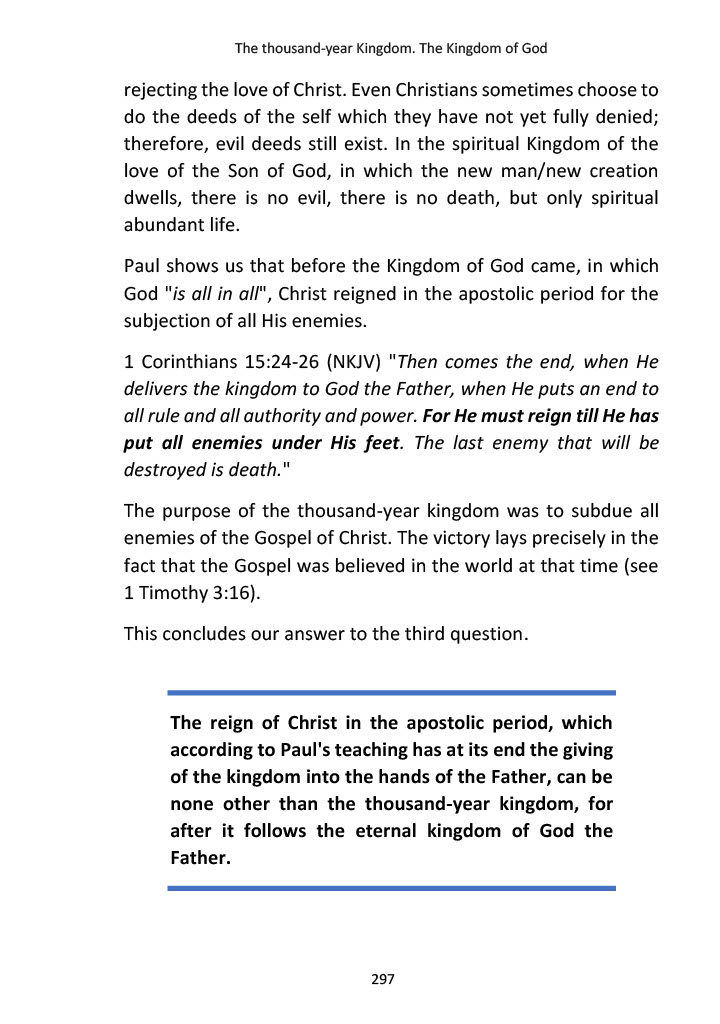 The thousand-year Kingdom. The Kingdom of God
rejecting the love of Christ. Even Christians sometimes choose to
do the deeds of the self which they have not yet fully denied;
therefore, evil deeds still exist. In the spiritual Kingdom of the
love of the Son of God, in which the new man/new creation
dwells, there is no evil, there is no death, but only spiritual
abundant life.
Paul shows us that before the Kingdom of God came, in which
God "is all in all", Christ reigned in the apostolic period for the
subjection of all His enemies.
1 Corinthians 15:24-26 (NKJV) "Then comes the end, when He
delivers the kingdom to God the Father, when He puts an end to
all rule and all authority and power. For He must reign till He has
put all enemies under His feet. The last enemy that will be
destroyed is death."
The purpose of the thousand-year kingdom was to subdue all
enemies of the Gospel of Christ. The victory lays precisely in the
fact that the Gospel was believed in the world at that time (see
1 Timothy 3:16).
This concludes our answer to the third question.
The reign of Christ in the apostolic period, which
according to Paul's teaching has at its end the giving
of the kingdom into the hands of the Father, can be
none other than the thousand-year kingdom, for
after it follows the eternal kingdom of God the
Father.
297